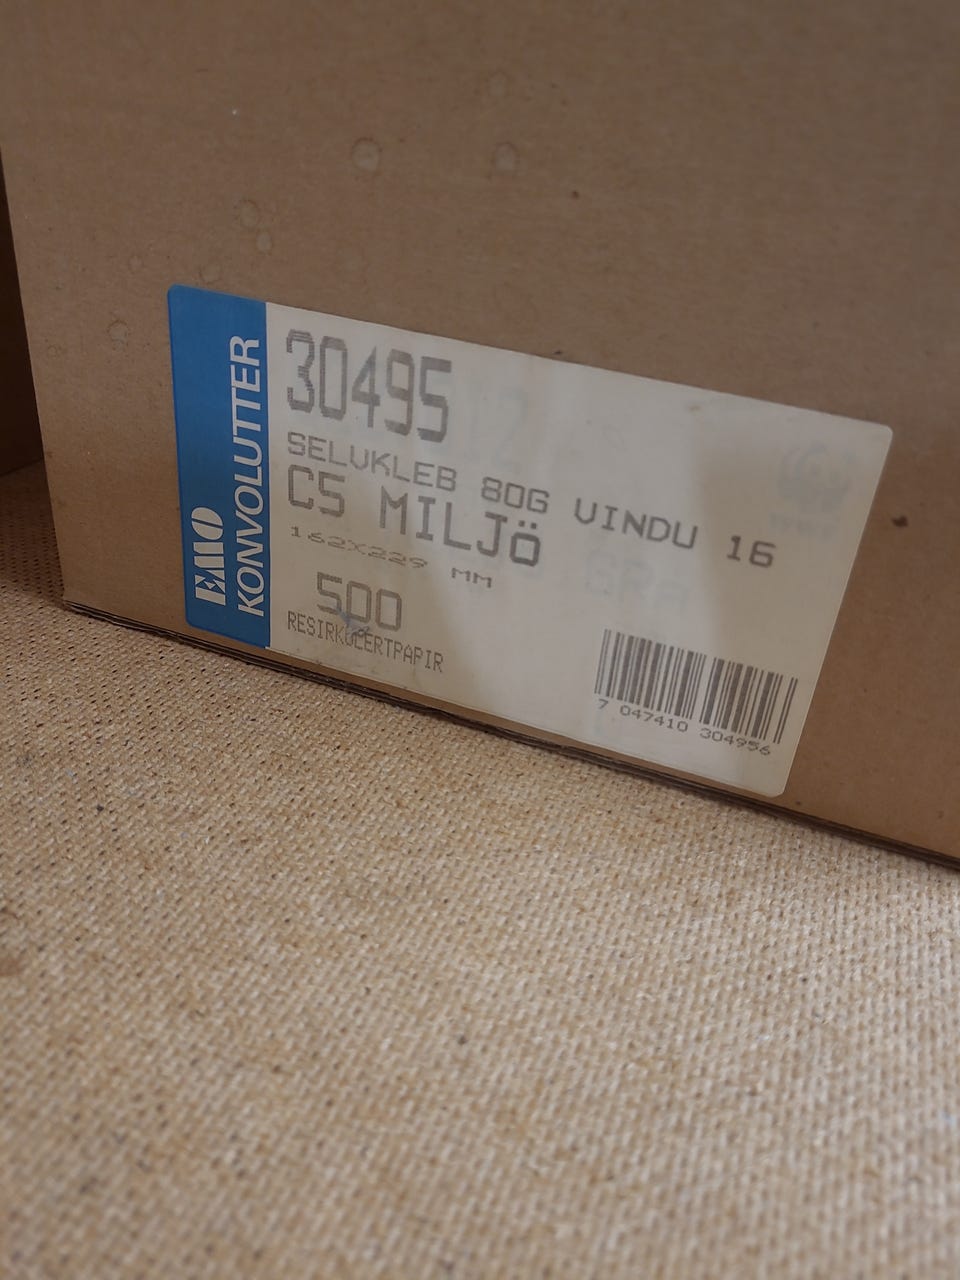 EMO
KONVOLUTTER
30495
SELVKLEB 80G VINDU 16
C5 MILJÖ
162X229 MM
500
RESIRKULERTPAPIR
7 047410 304956